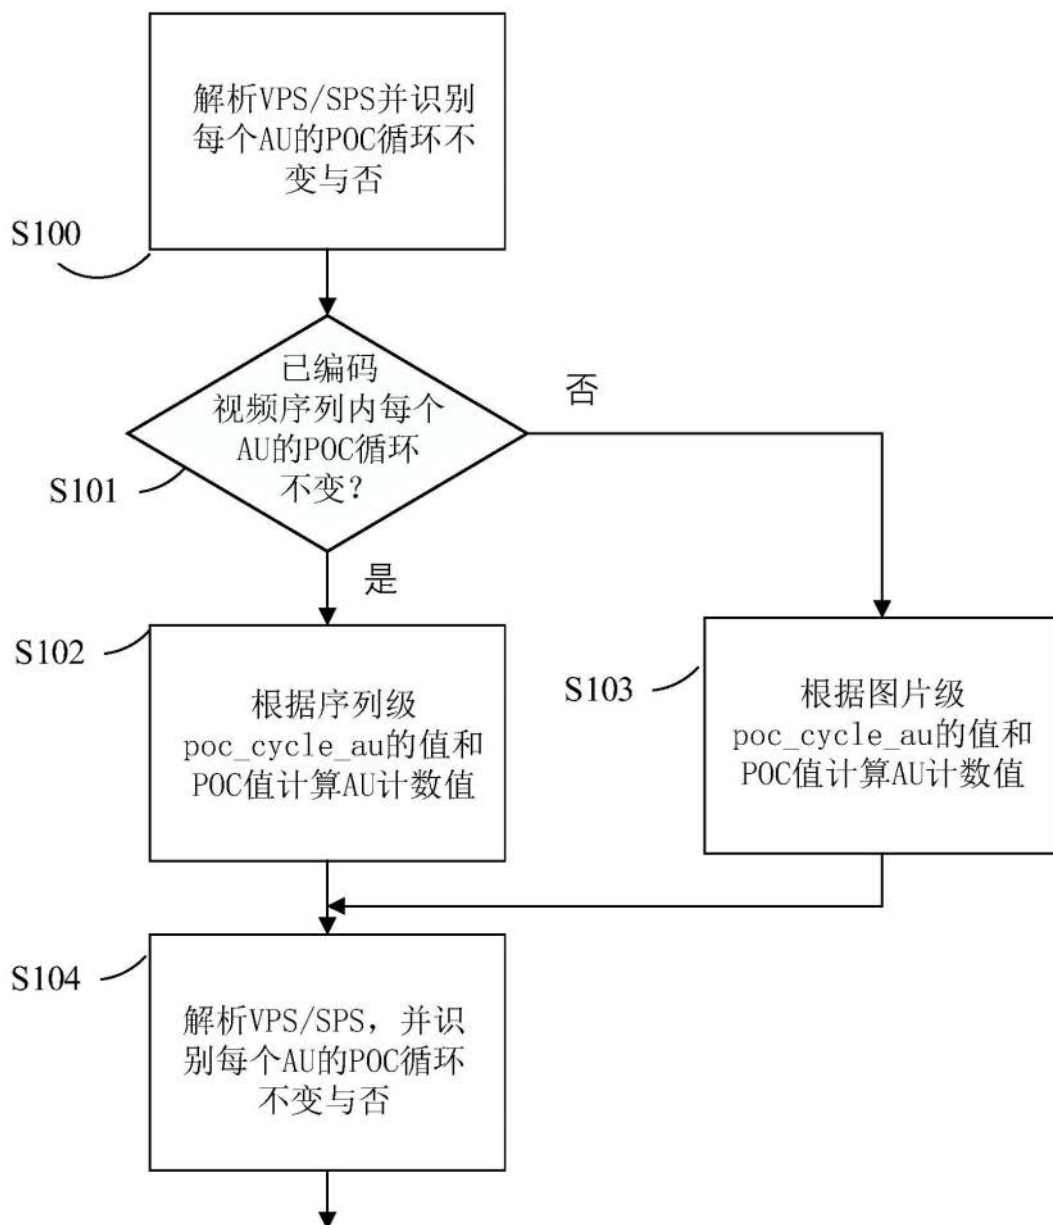 解析VPS/SPS并识别
每个AU的POC循环不
变与否
S100
已编码
视频序列内每个
AU的POC循环
不变?
否
S101
是
S102
根据序列级
poc_cycle_au的值和
POC值计算AU计数值
S103
根据图片级
poc_cycle_au的值和
POC值计算AU计数值
S104
解析VPS/SPS，并识
别每个AU的POC循环
不变与否